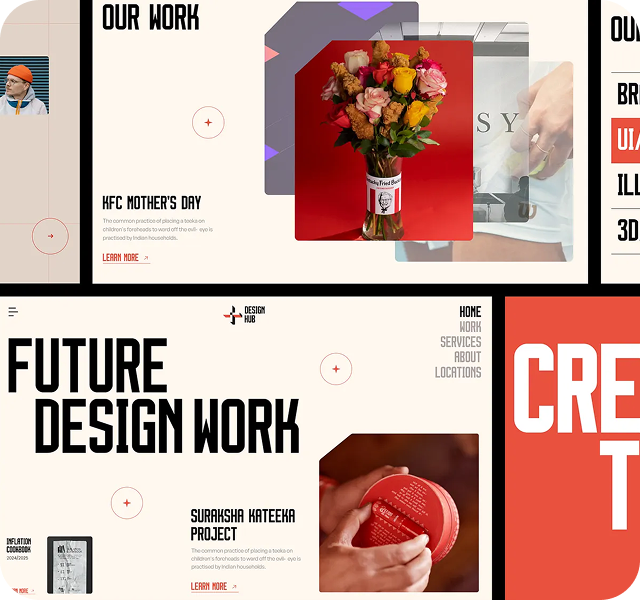 OUR WORK
SY
KFC MOTHER'S DAY
The common practice of placing a teeka on
children's forehead to ward off the evil- eye is
practised by Indian households.
LEARN MORE
OUR
BR
UI/
ILL
3D
DESIGN
HUB
HOME
WORK
SERVICES
ABOUT
LOCATIONS
FUTURE
DESIGN WORK
INFLATION
COOKBOOK
2024/2025
SURAKSHA KATEEKA
PROJECT
The common practice of placing a teeka on
children's forehead to ward off the evil- eye is
practised by Indian households.
LEARN MORE
CRE
T